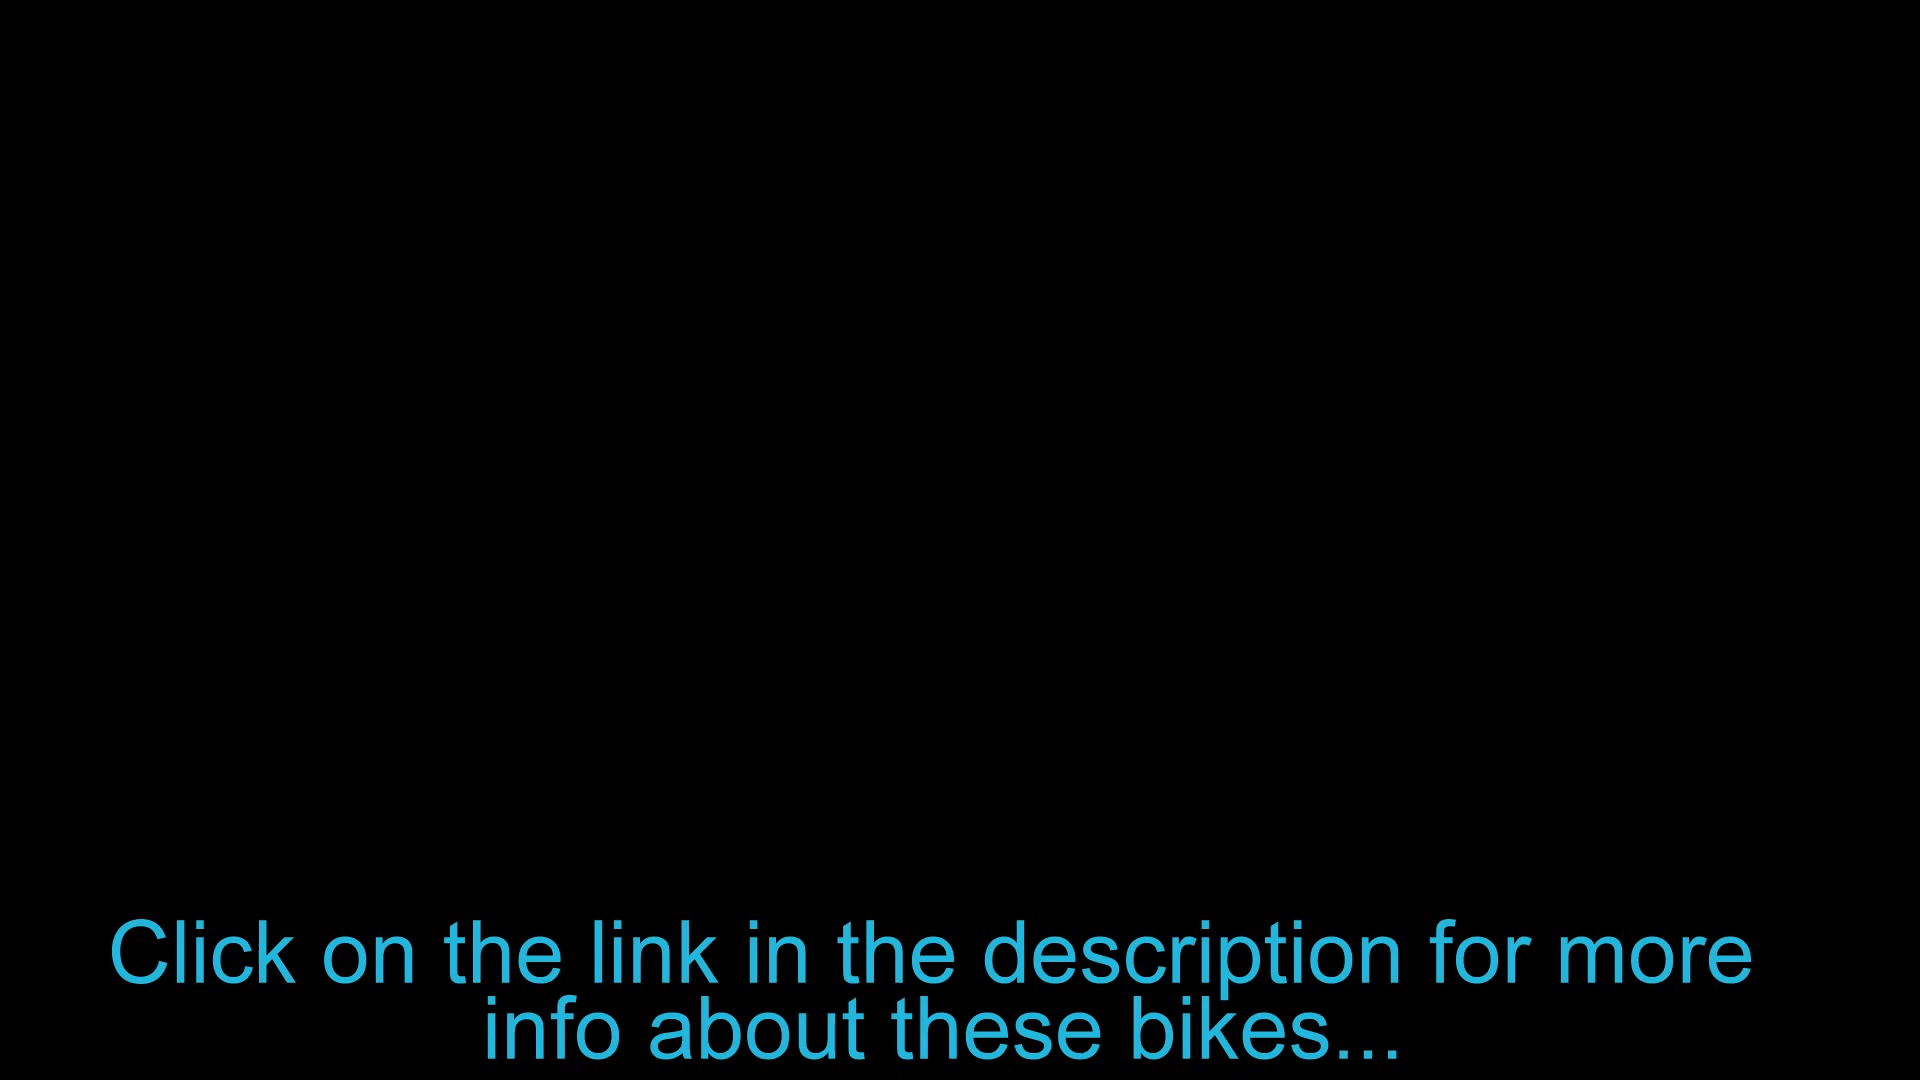 Click on the link in the description for more
info about these bikes...